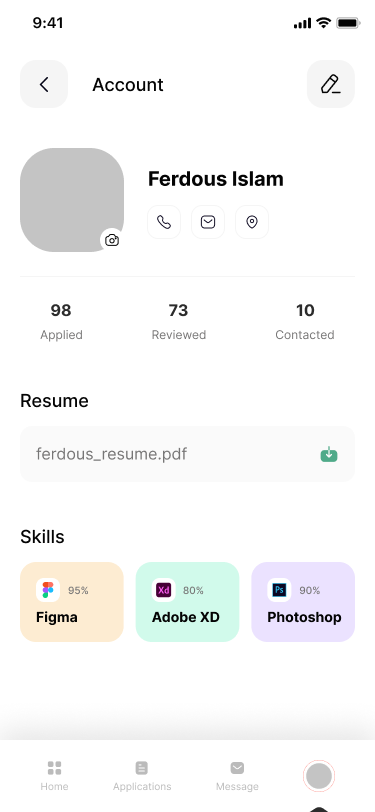 9:41
Account
Ferdous Islam
98 73 10
Applied Reviewed Contacted
Resume
ferdous_resume.pdf
Skills
95% Xd 80% Ps 90%
Figma Adobe XD Photoshop
Home Applications Message